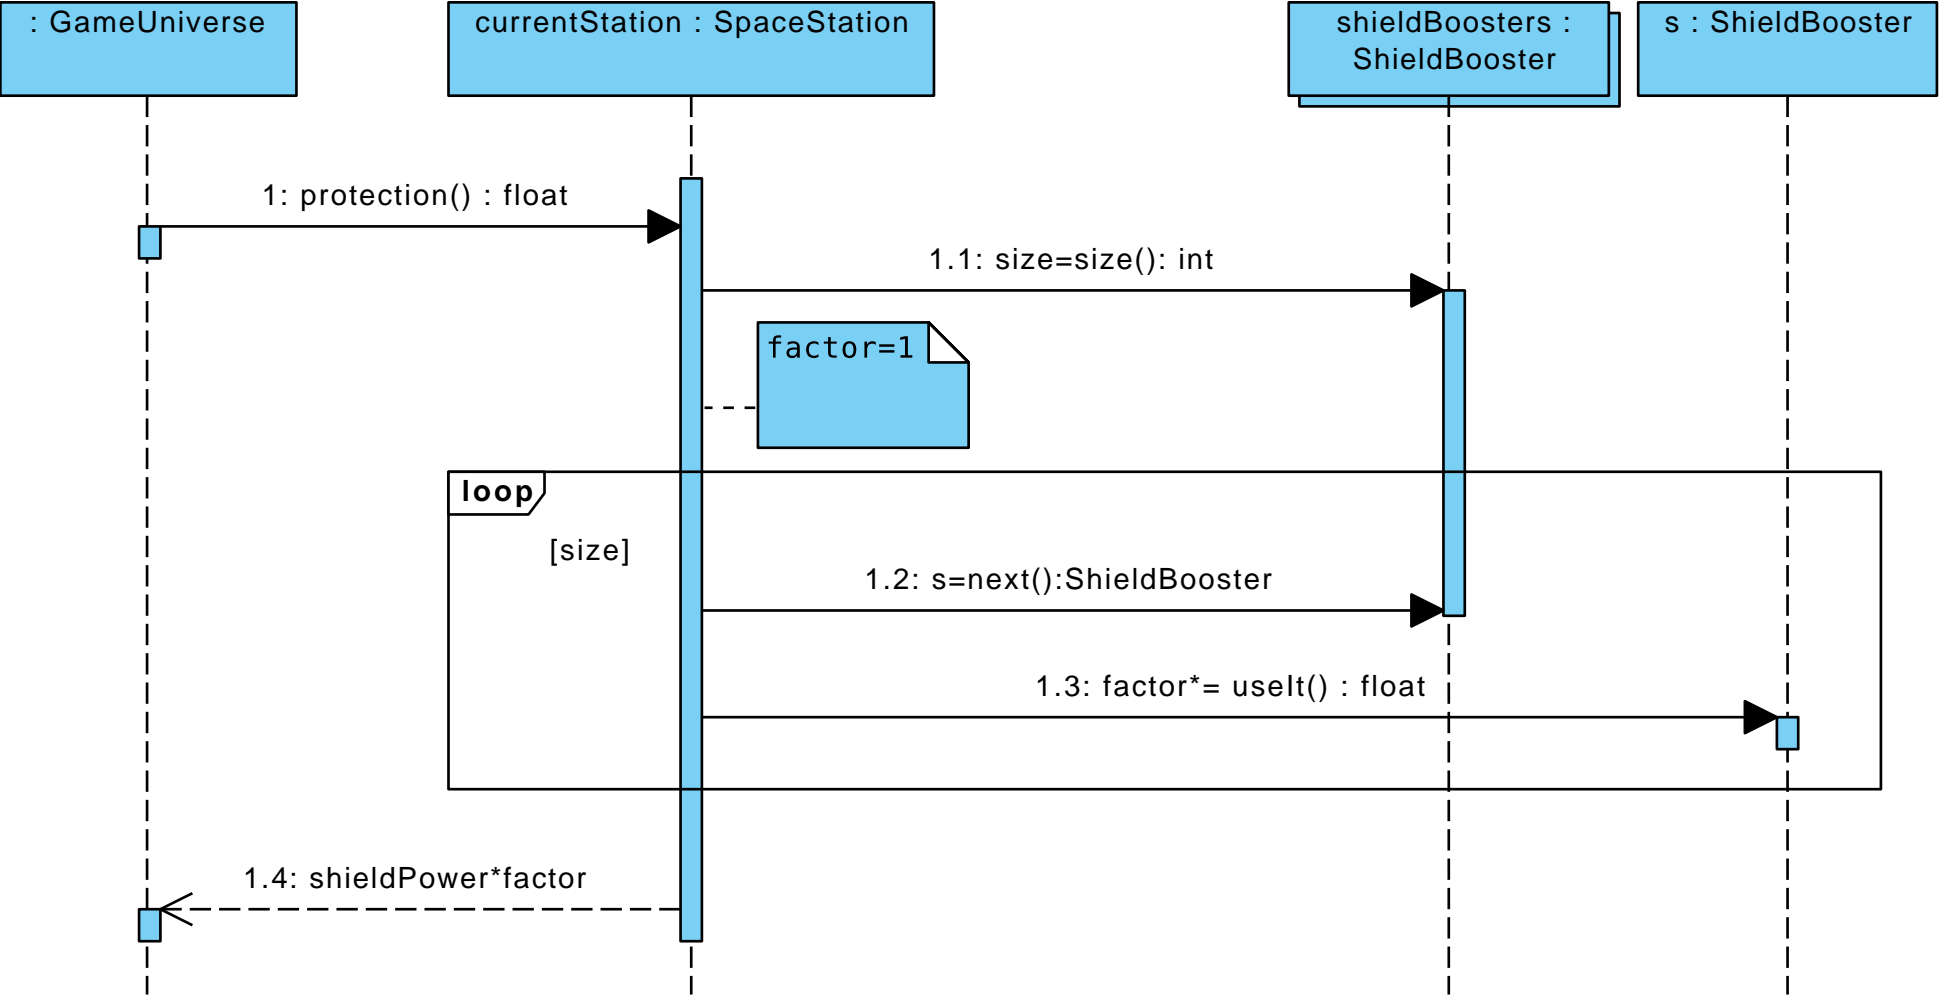 : GameUniverse
currentStation : SpaceStation
shieldBoosters :
ShieldBooster
s : ShieldBooster
1: protection() : float
1.1: size=size(): int
factor=1
loop
[size]
1.2: s=next():ShieldBooster
1.3: factor*= useIt() : float
1.4: shieldPower*factor